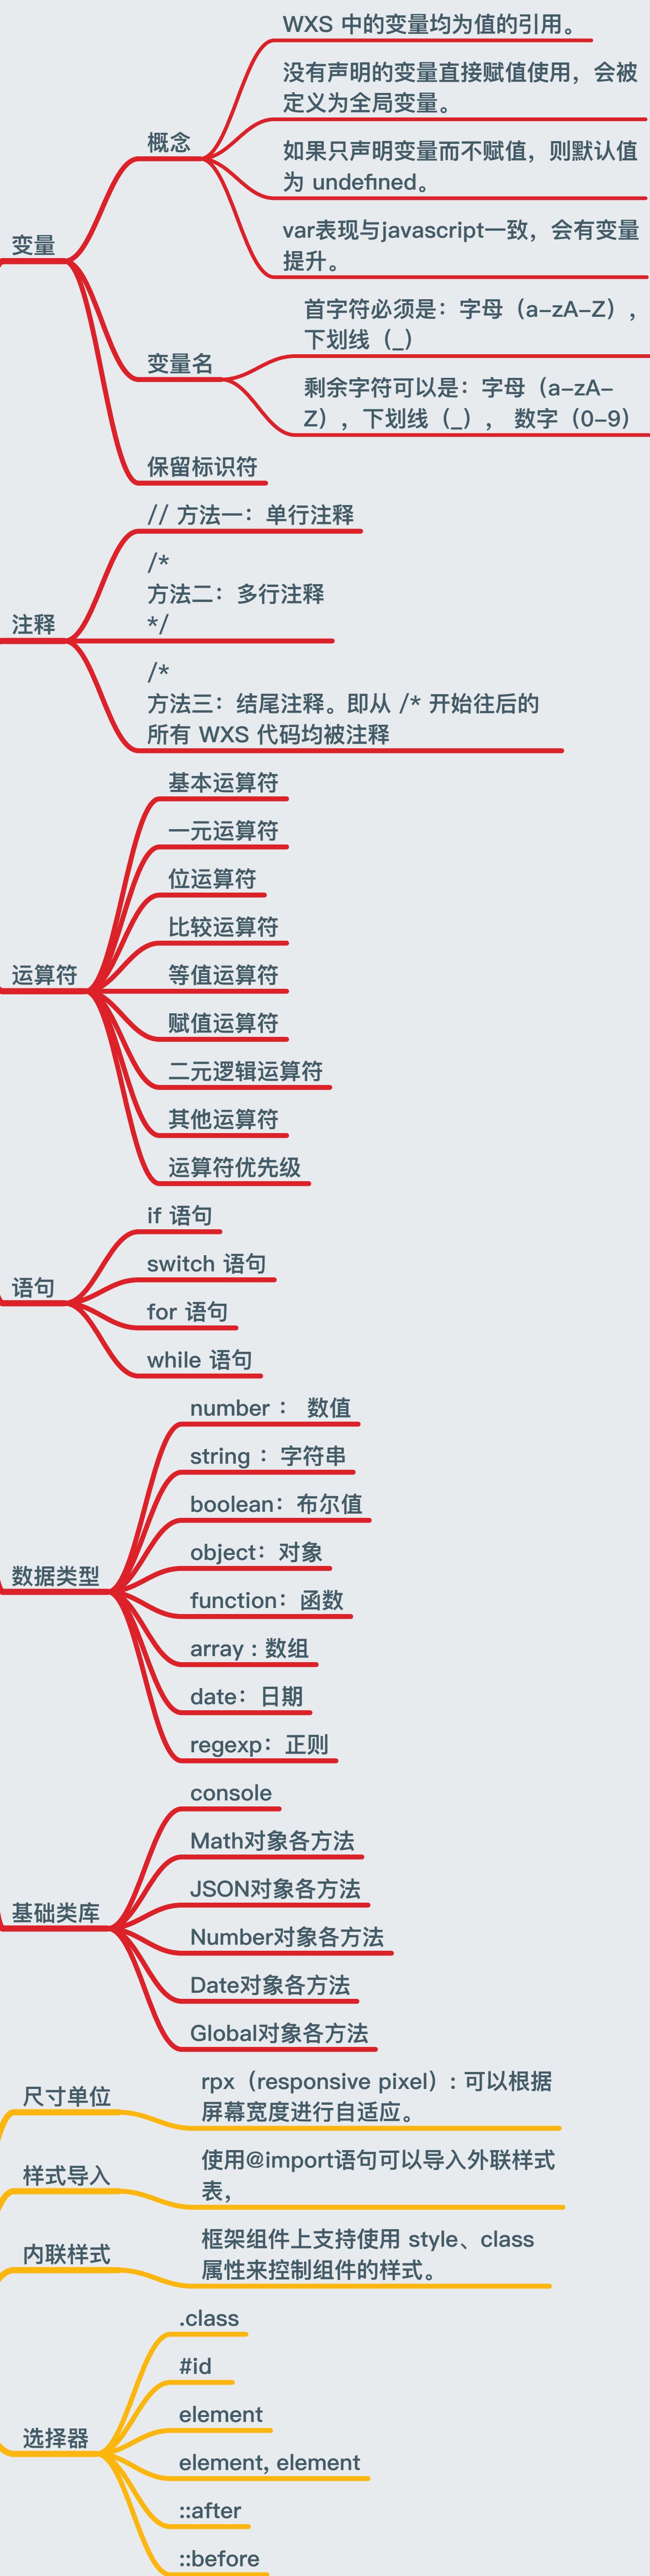 WXS 中的变量均为值的引用。
没有声明的变量直接赋值使用，会被
定义为全局变量。
概念
如果只声明变量而不赋值，则默认值
为 undefined。
var表现与javascript一致，会有变量
提升。
变量
首字符必须是：字母（a-zA-Z），
下划线（_）
变量名
剩余字符可以是：字母（a-zA-
Z），下划线（_）， 数字（0-9）
保留标识符
// 方法一：单行注释
/*
方法二：多行注释
*/
注释
/*
方法三：结尾注释。即从 /* 开始往后的
所有 WXS 代码均被注释
基本运算符
一元运算符
位运算符
比较运算符
运算符
等值运算符
赋值运算符
二元逻辑运算符
其他运算符
运算符优先级
if 语句
switch 语句
语句
for 语句
while 语句
number ： 数值
string ：字符串
boolean：布尔值
object：对象
数据类型
function：函数
array : 数组
date：日期
regexp：正则
console
Math对象各方法
JSON对象各方法
基础类库
Number对象各方法
Date对象各方法
Global对象各方法
尺寸单位
rpx（responsive pixel）: 可以根据
屏幕宽度进行自适应。
样式导入
使用@import语句可以导入外联样式
表，
内联样式
框架组件上支持使用 style、class
属性来控制组件的样式。
.class
#id
element
选择器
element, element
::after
::before